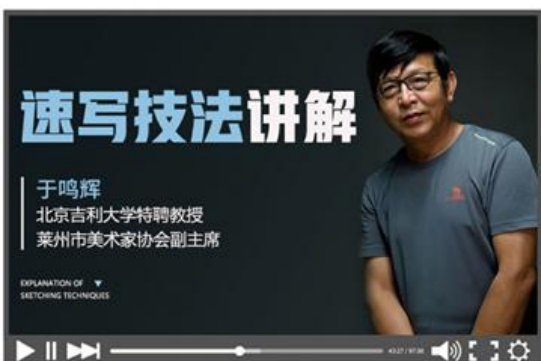 速写技法讲解
于鸣辉
北京吉利大学特聘教授
莱州市美术家协会副主席
EXPLANATION OF
SKETCHING TECHNIQUES